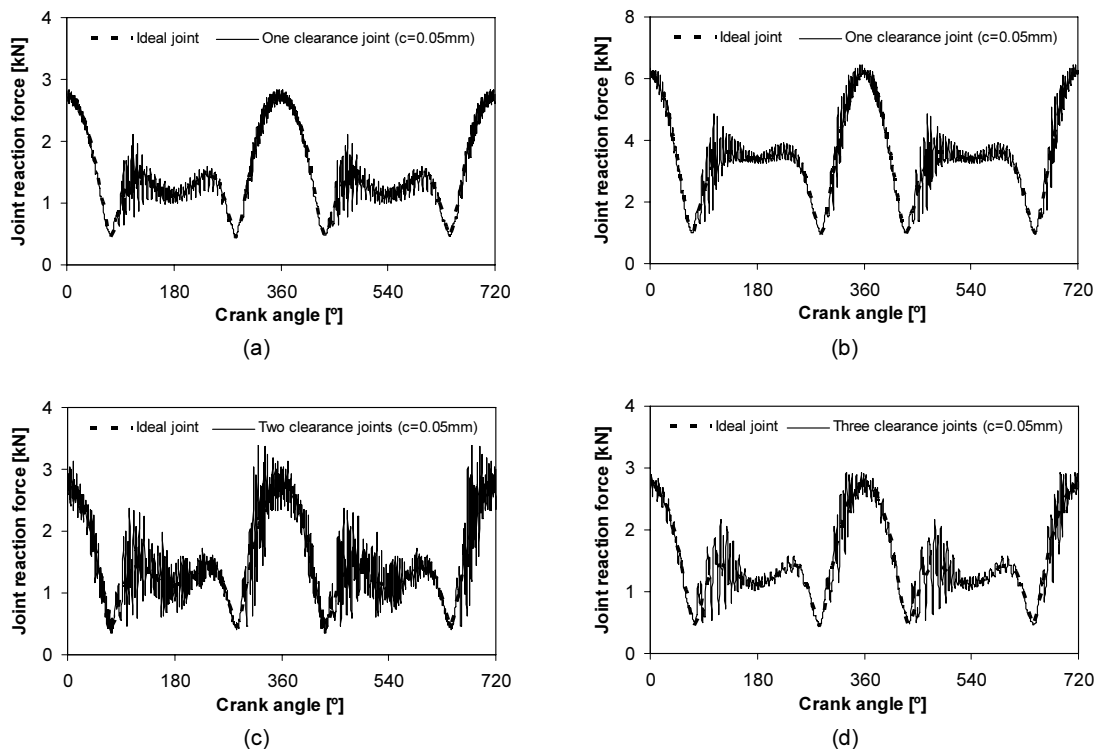 Joint reaction force [kN]
4
3
2
1
0
Ideal joint
One clearance joint (c=0.05mm)
0 180 360 540 720
Crank angle [º]
(a)
Joint reaction force [kN]
8
6
4
2
0
Ideal joint
One clearance joint (c=0.05mm)
0 180 360 540 720
Crank angle [º]
(b)
Joint reaction force [kN]
4
3
2
1
0
Ideal joint
Two clearance joints (c=0.05mm)
0 180 360 540 720
Crank angle [º]
(c)
Joint reaction force [kN]
4
3
2
1
0
Ideal joint
Three clearance joints (c=0.05mm)
0 180 360 540 720
Crank angle [º]
(d)